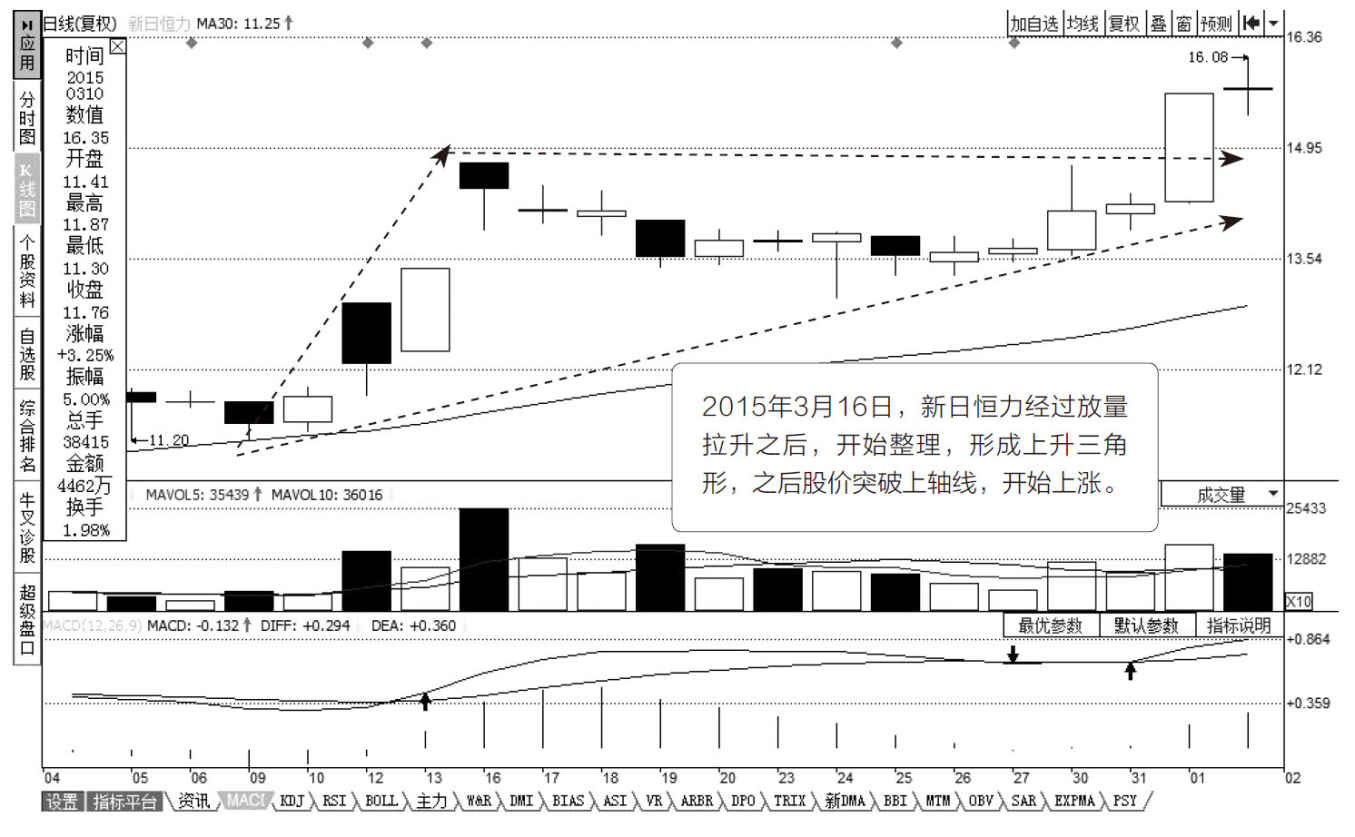 日线(复权) 新日恒力 MA30: 11.25↑
加自选 均线 复权 叠 窗 预测
应用
分时图
K线图
个股资料
自选股
综合排名
牛叉诊股
超级盘口
时间
2015
0310
数值
16.35
开盘
11.41
最高
11.87
最低
11.30
收盘
11.76
涨幅
+3.25%
振幅
5.00%
总手
38415
金额
4462万
换手
1.98%
16.36
16.08
14.95
13.54
12.12
11.20
2015年3月16日，新日恒力经过放量
拉升之后，开始整理，形成上升三角
形，之后股价突破上轴线，开始上涨。
MAVOL5: 35439↑ MAVOL10: 36016
成交量
25433
12882
X10
MACD(12,26,9) MACD: -0.132↑ DIFF: +0.294 DEA: +0.360
最优参数 默认参数 指标说明
+0.864
+0.359
04 05 06 09 10 12 13 16 17 18 19 20 23 24 25 26 27 30 31 01 02
设置 指标平台 资讯 MACD KDJ RSI BOLL 主力 W&R DMI BIAS ASI VR ARBR DPO TRIX 新DMA BBI MTM OBV SAR EXPMA PSY